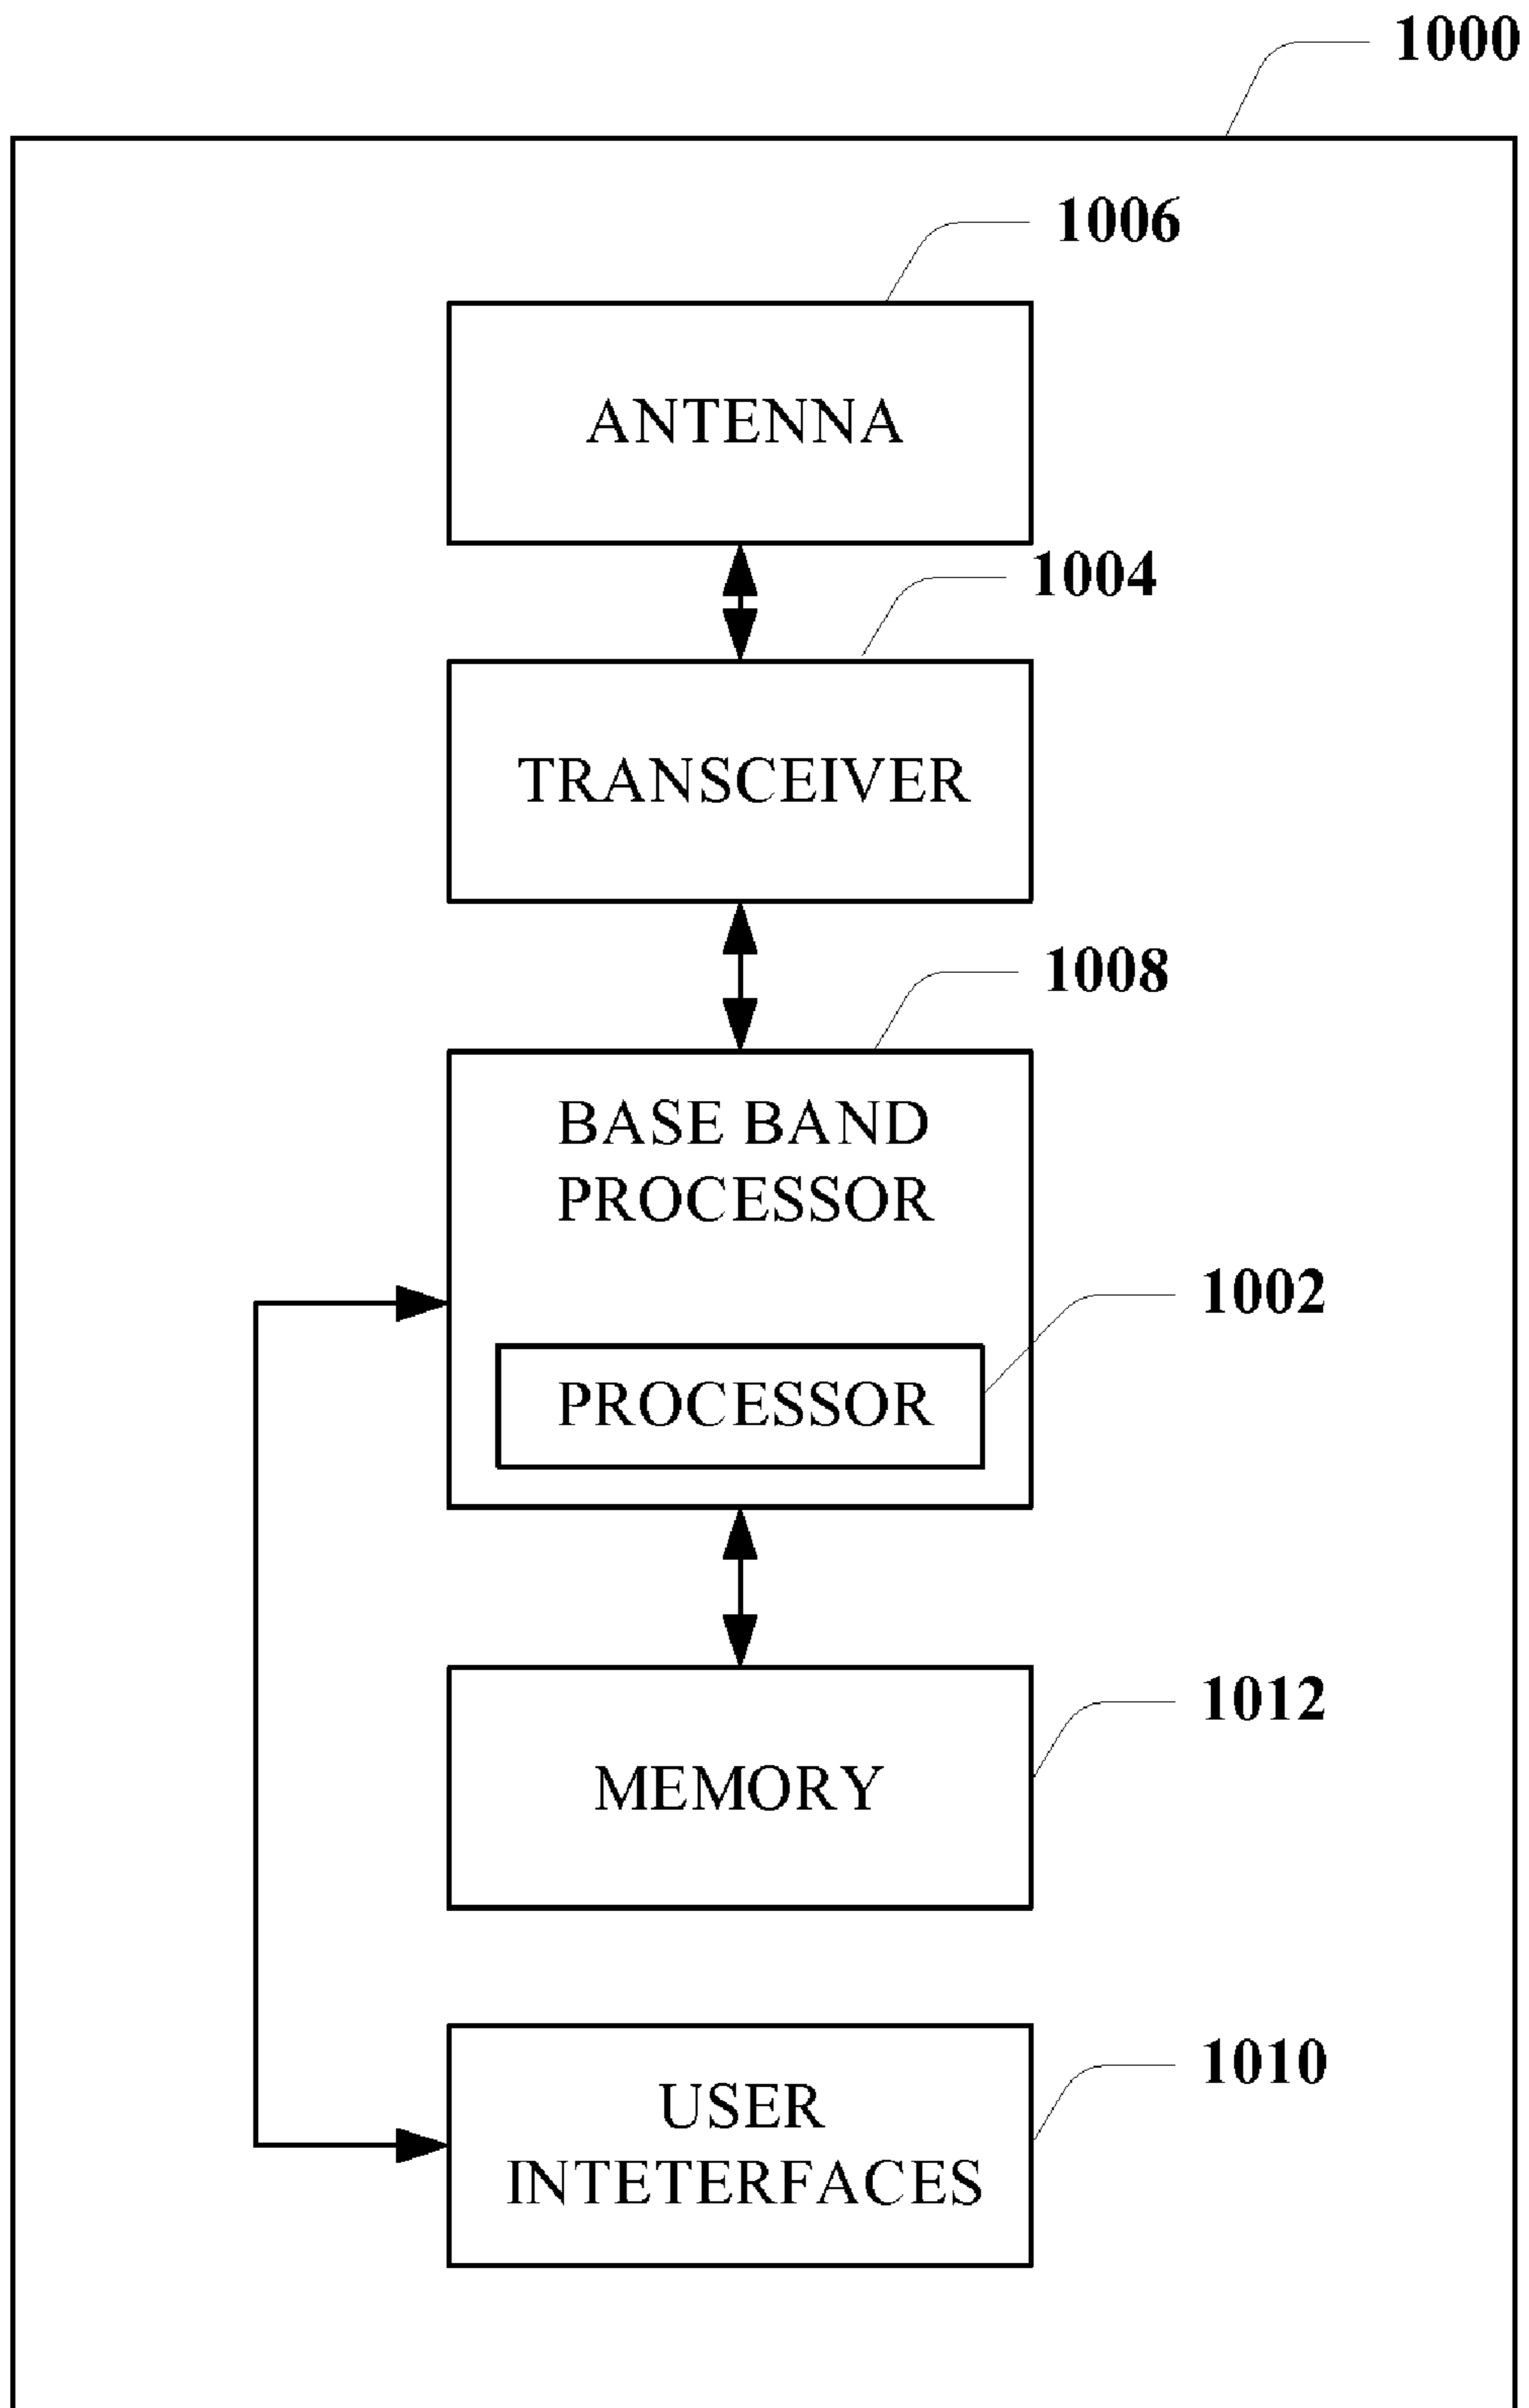 1000
1006
ANTENNA
1004
TRANSCEIVER
1008
BASE BAND
PROCESSOR
1002
PROCESSOR
1012
MEMORY
1010
USER
INTETERFACES